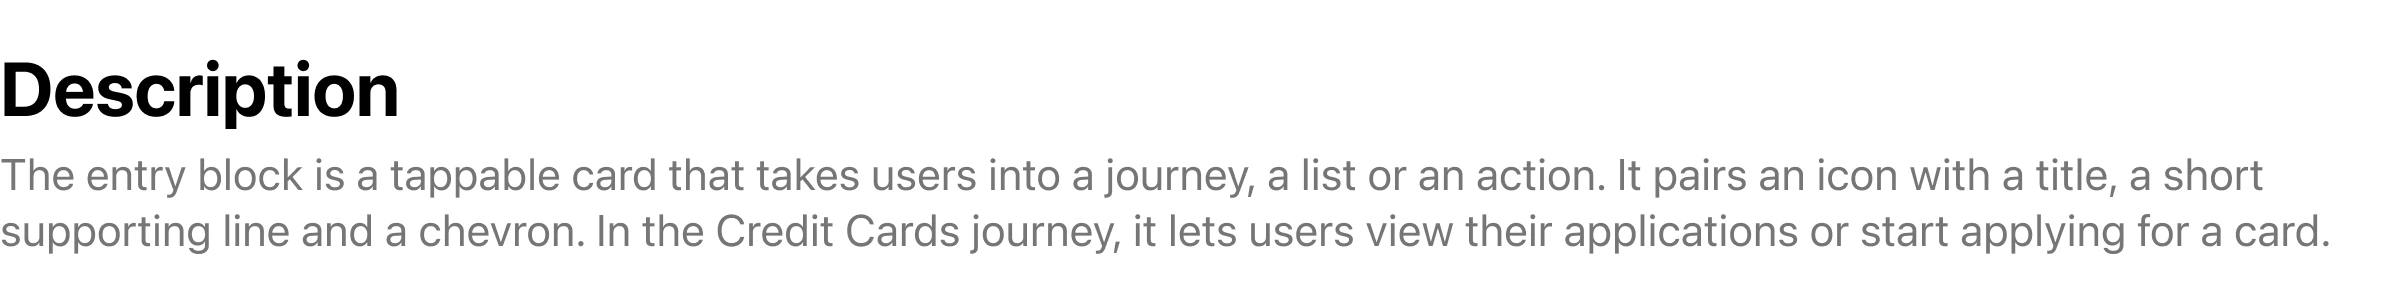 Description
The entry block is a tappable card that takes users into a journey, a list or an action. It pairs an icon with a title, a short
supporting line and a chevron. In the Credit Cards journey, it lets users view their applications or start applying for a card.